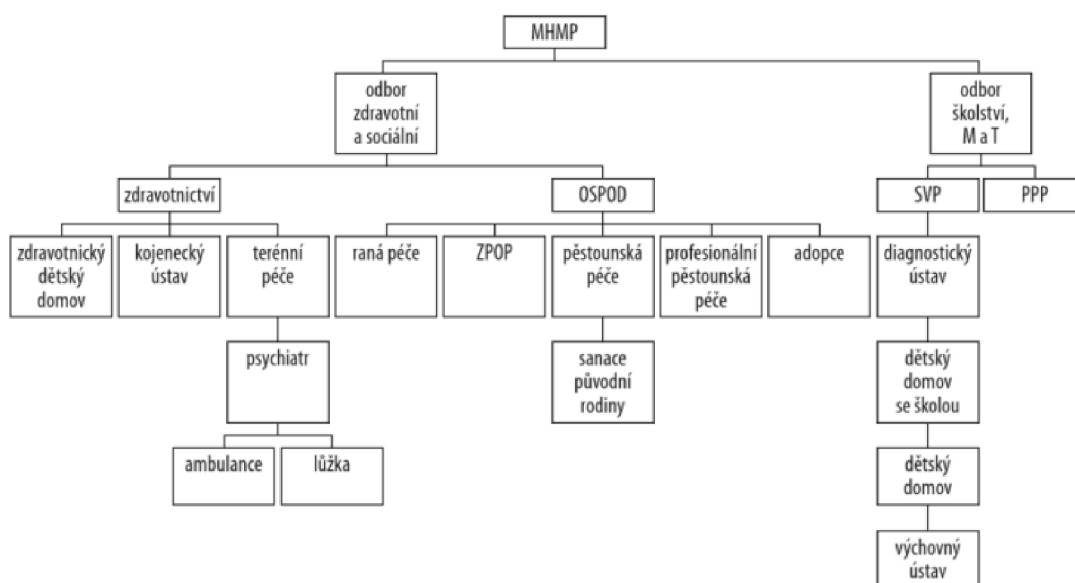 MHMP
odbor
zdravotní
a sociální
odbor
školství,
M a T
zdravotnictví
OSPOD
SVP
PPP
zdravotnický
dětský
domov
kojenecký
ústav
terénní
péče
raná péče
ZPOP
pěstounská
péče
profesionální
pěstounská
péče
adopce
diagnostický
ústav
psychiatr
sanace
původní
rodiny
dětský
domov
se školou
ambulance
lůžka
dětský
domov
výchovný
ústav